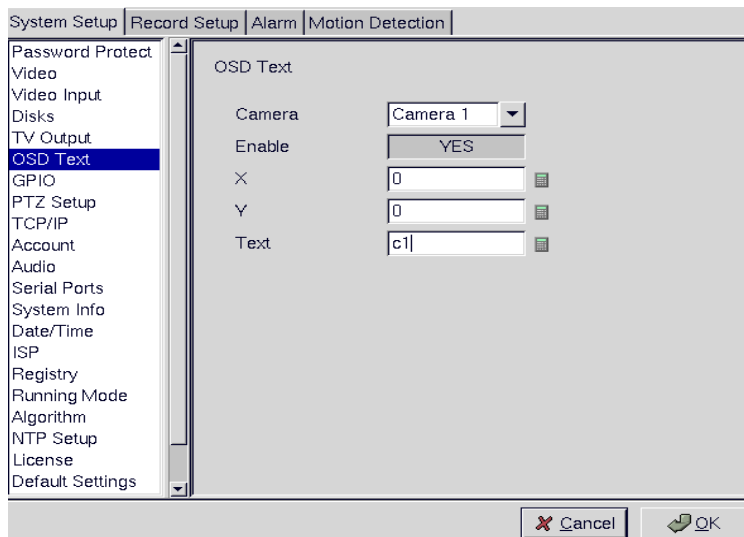 System Setup Record Setup Alarm Motion Detection
Password Protect
Video
Video Input
Disks
TV Output
OSD Text
GPIO
PTZ Setup
TCP/IP
Account
Audio
Serial Ports
System Info
Date/Time
ISP
Registry
Running Mode
Algorithm
NTP Setup
License
Default Settings
OSD Text
Camera Camera 1
Enable YES
X 0
Y 0
Text c1
Cancel OK